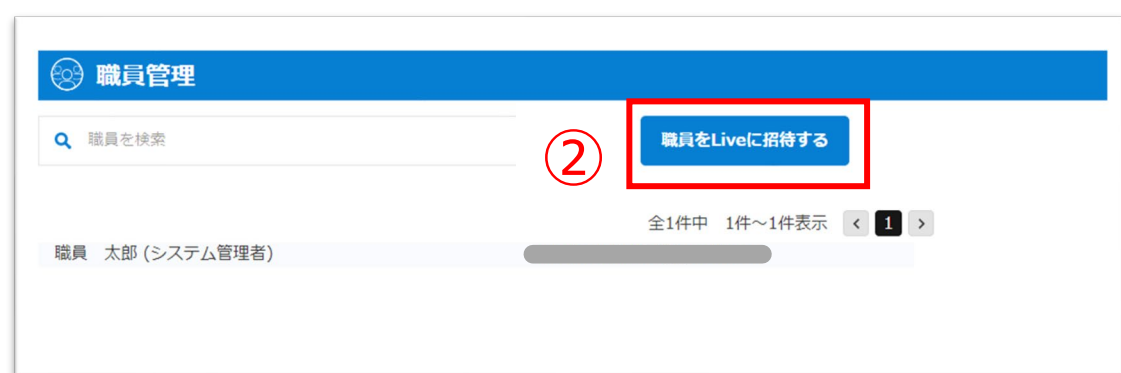 職員管理
職員を検索
②
職員をLiveに招待する
全1件中 1件～1件表示 < 1 >
職員 太郎 (システム管理者)